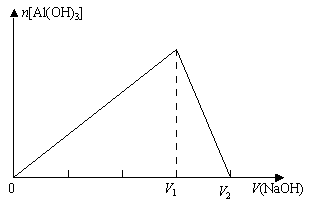 n[Al(OH)₃]
0
V₁
V₂
V(NaOH)